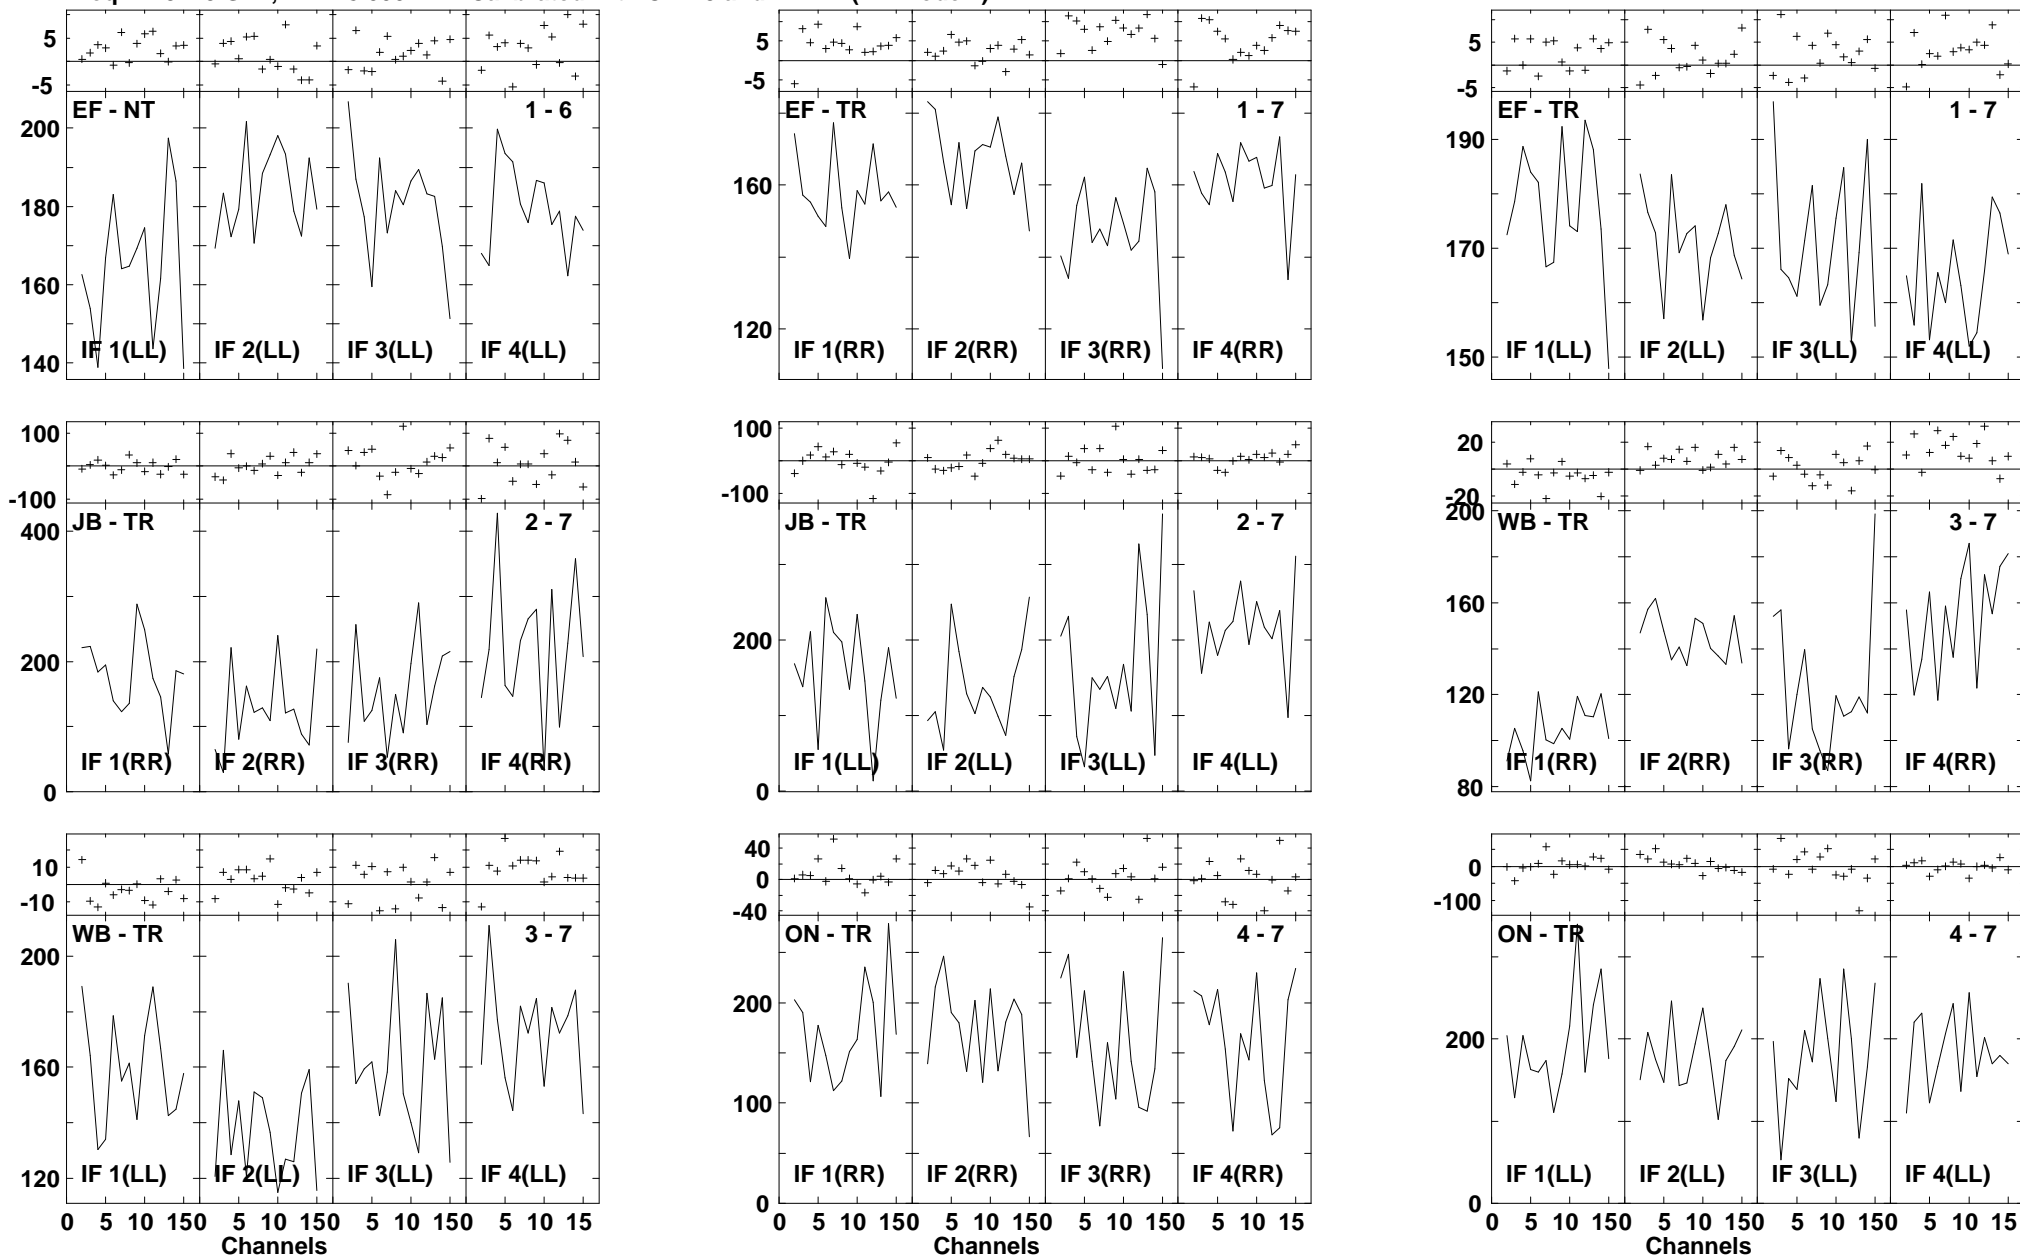 5
-5
EF - NT
1 - 6
200
180
160
140
IF 1(LL)
IF 2(LL)
IF 3(LL)
IF 4(LL)
5
-5
EF - TR
1 - 7
160
120
IF 1(RR)
IF 2(RR)
IF 3(RR)
IF 4(RR)
5
-5
EF - TR
1 - 7
190
170
150
IF 1(LL)
IF 2(LL)
IF 3(LL)
IF 4(LL)
100
-100
JB - TR
2 - 7
400
200
0
IF 1(RR)
IF 2(RR)
IF 3(RR)
IF 4(RR)
100
-100
JB - TR
2 - 7
200
0
IF 1(LL)
IF 2(LL)
IF 3(LL)
IF 4(LL)
20
-20
WB - TR
3 - 7
200
160
120
80
IF 1(RR)
IF 2(RR)
IF 3(RR)
IF 4(RR)
10
-10
WB - TR
3 - 7
200
160
120
IF 1(LL)
IF 2(LL)
IF 3(LL)
IF 4(LL)
0 5 10 150 5 10 150 5 10 150 5 10 15
Channels
40
0
-40
ON - TR
4 - 7
200
100
0
IF 1(RR)
IF 2(RR)
IF 3(RR)
IF 4(RR)
0 5 10 150 5 10 150 5 10 150 5 10 15
Channels
0
-100
ON - TR
4 - 7
200
0
IF 1(LL)
IF 2(LL)
IF 3(LL)
IF 4(LL)
0 5 10 150 5 10 150 5 10 150 5 10 15
Channels